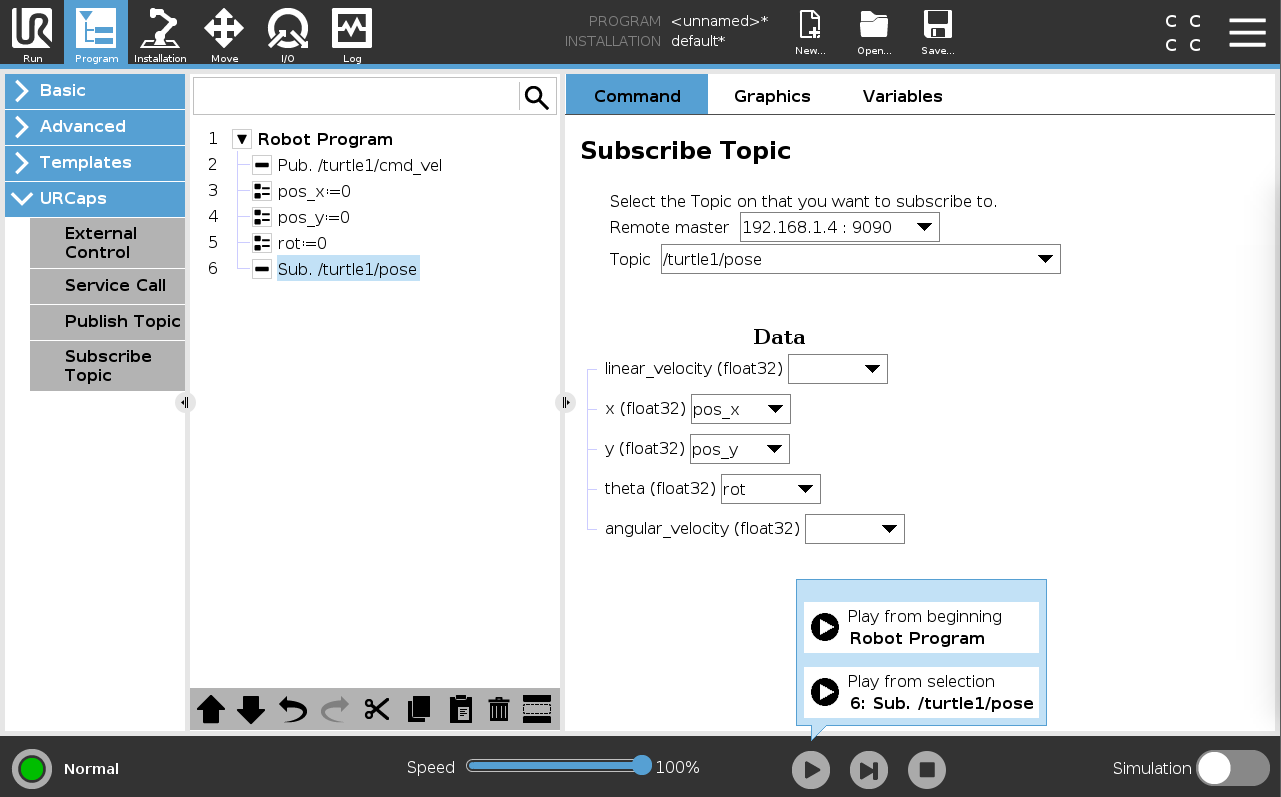 UR
Run
Program
Installation
Move
I/O
Log
PROGRAM <unnamed>*
INSTALLATION default*
New...
Open...
Save...
C C
C C
Basic
Advanced
Templates
URCaps
External
Control
Service Call
Publish Topic
Subscribe
Topic
1 Robot Program
2 Pub. /turtle1/cmd_vel
3 pos_x:=0
4 pos_y:=0
5 rot:=0
6 Sub. /turtle1/pose
Command Graphics Variables
Subscribe Topic
Select the Topic on that you want to subscribe to.
Remote master 192.168.1.4 : 9090
Topic /turtle1/pose
Data
linear_velocity (float32)
x (float32) pos_x
y (float32) pos_y
theta (float32) rot
angular_velocity (float32)
Play from beginning
Robot Program
Play from selection
6: Sub. /turtle1/pose
Normal
Speed 100%
Simulation